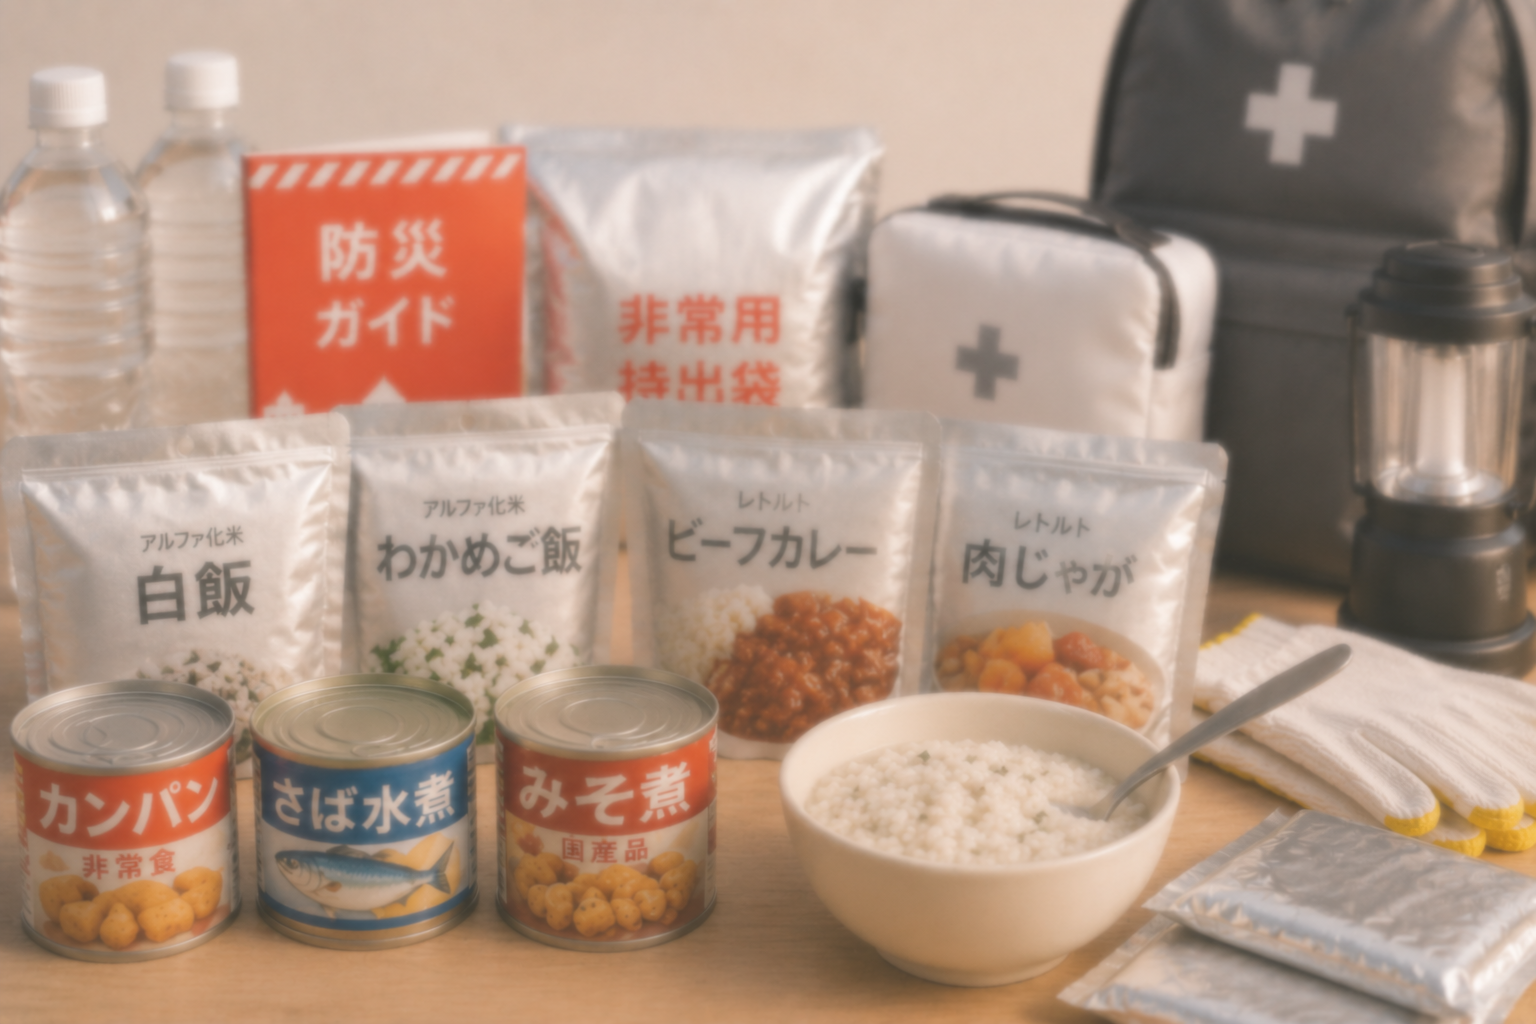 防災
ガイド
非常用
持出袋
アルファ化米
白飯
アルファ化米
わかめご飯
レトルト
ビーフカレー
レトルト
肉じゃが
カンパン
非常食
さば水煮
みそ煮
国産品